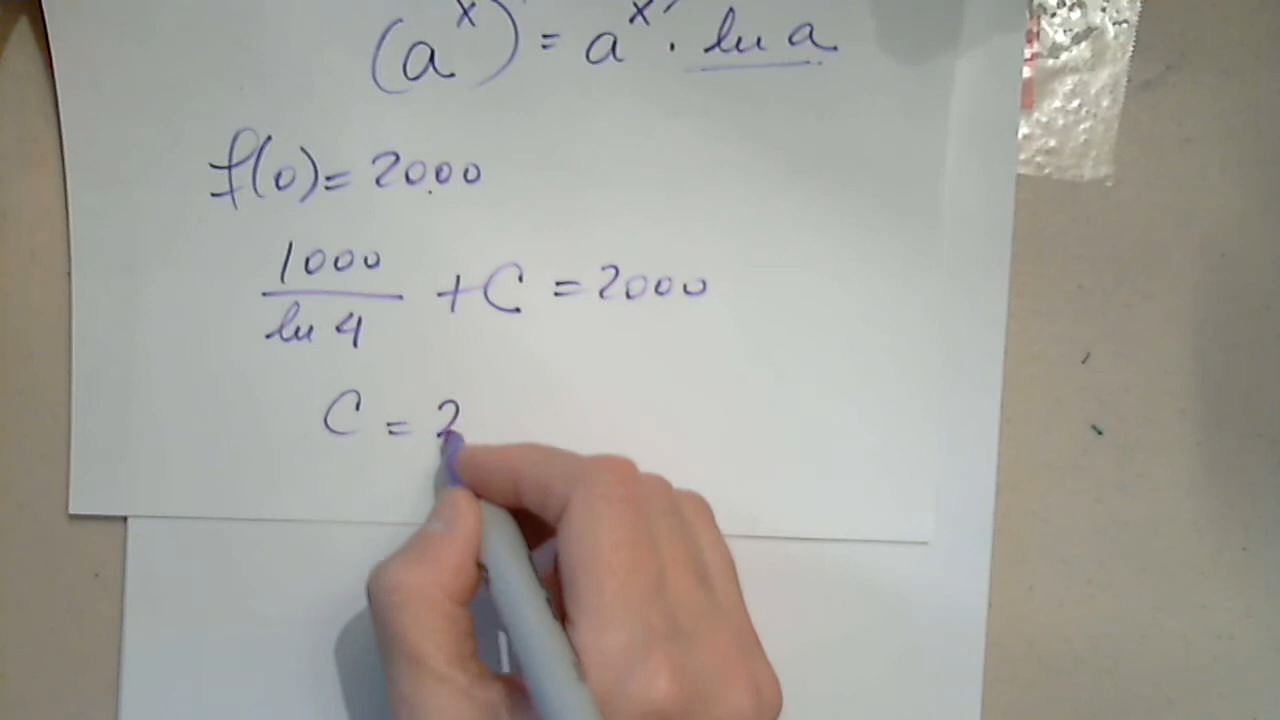 (a^x)' = a^x · ln a
f(0) = 2000
1000
ln 4
+ C = 2000
C = 2